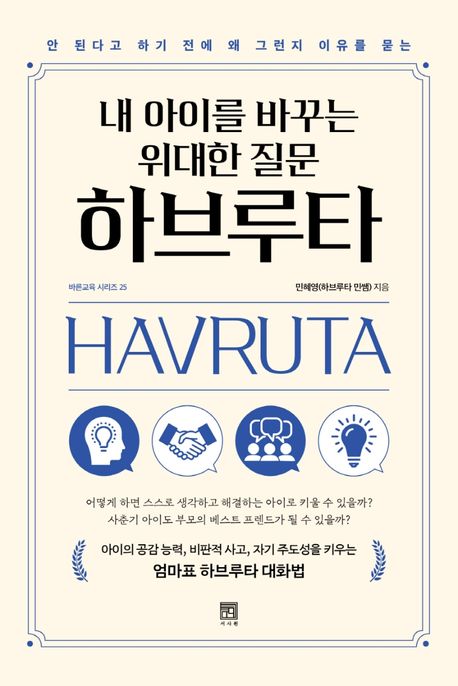 안 된다고 하기 전에 왜 그런지 이유를 묻는
내 아이를 바꾸는
위대한 질문
하브루타
바른교육 시리즈 25
민혜영(하브루타 민쌤) 지음
HAVRUTA
어떻게 하면 스스로 생각하고 해결하는 아이로 키울 수 있을까?
사춘기 아이도 부모의 베스트 프렌드가 될 수 있을까?
아이의 공감 능력, 비판적 사고, 자기 주도성을 키우는
엄마표 하브루타 대화법
서사원